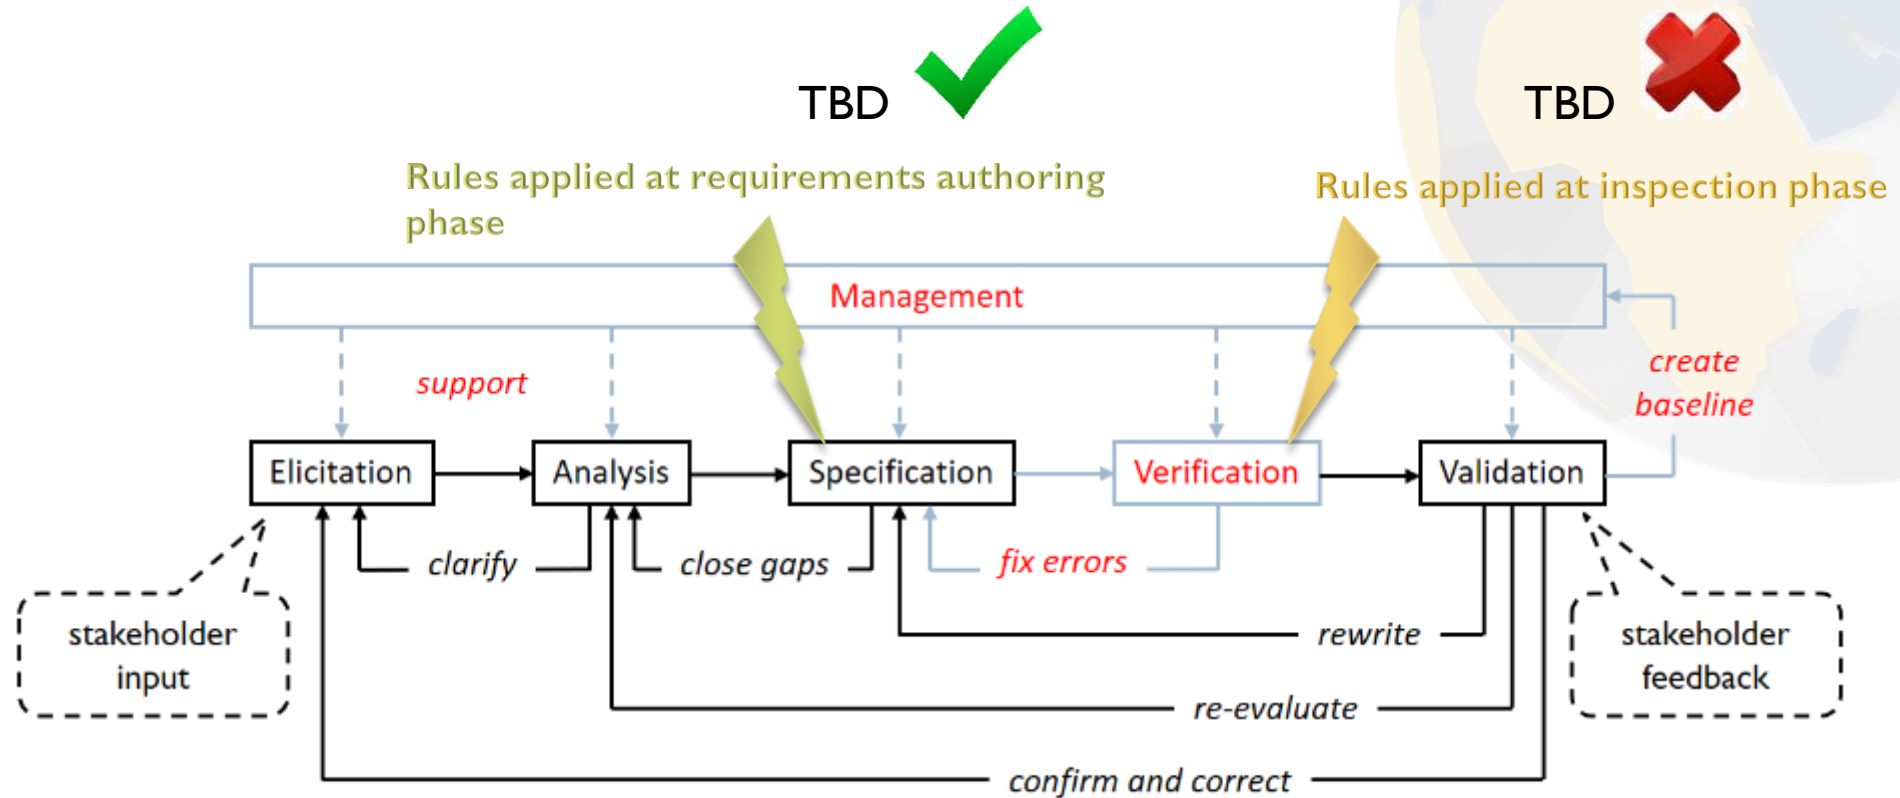 TBD
TBD
Rules applied at requirements authoring
phase
Rules applied at inspection phase
Management
support
create
baseline
Elicitation
Analysis
Specification
Verification
Validation
clarify
close gaps
fix errors
stakeholder
input
rewrite
stakeholder
feedback
re-evaluate
confirm and correct